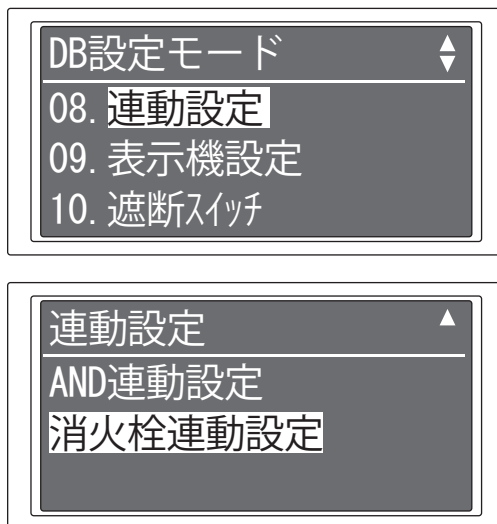 DB設定モード
08. 連動設定
09. 表示機設定
10. 遮断ｽｲｯﾁ
連動設定
AND連動設定
消火栓連動設定